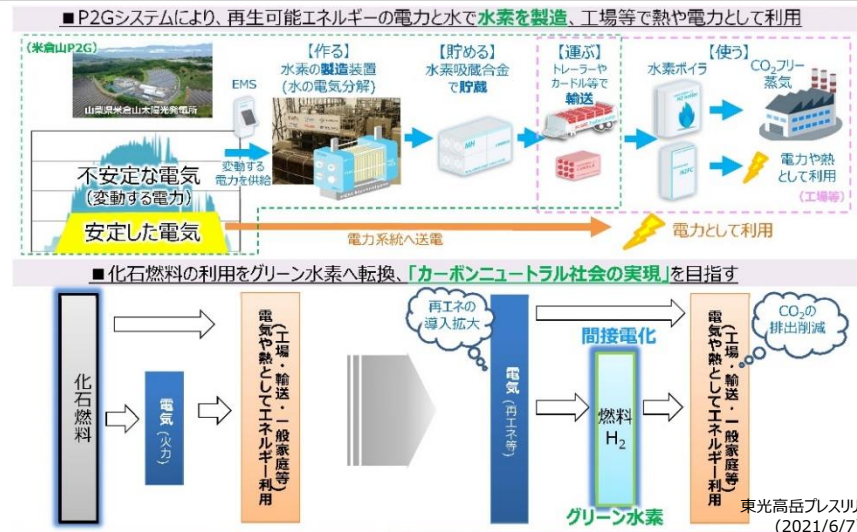 ■P2Gシステムにより、再生可能エネルギーの電力と水で水素を製造、工場等で熱や電力として利用
(米倉山P2G)
山梨県米倉山太陽光発電所
EMS
【作る】
水素の製造装置
(水の電気分解)
【貯める】
水素吸蔵合金
で貯蔵
【運ぶ】
トレーラーや
カードル等で
輸送
【使う】
水素ボイラ
CO2フリー
蒸気
変動する
電力を供給
MH
不安定な電気
(変動する電力)
安定した電気
電力や熱
として利用
(工場等)
電力系統へ送電
電力として利用
■化石燃料の利用をグリーン水素へ転換、「カーボンニュートラル社会の実現」を目指す
化石燃料
電気(火力)
(工場・輸送・一般家庭等)
電気や熱としてエネルギー利用
再エネの
導入拡大
電気(再エネ等)
間接電化
燃料
H2
グリーン水素
(工場・輸送・一般家庭等)
電気や熱としてエネルギー利用
CO2の
排出削減
東光高岳プレスリリ
(2021/6/7